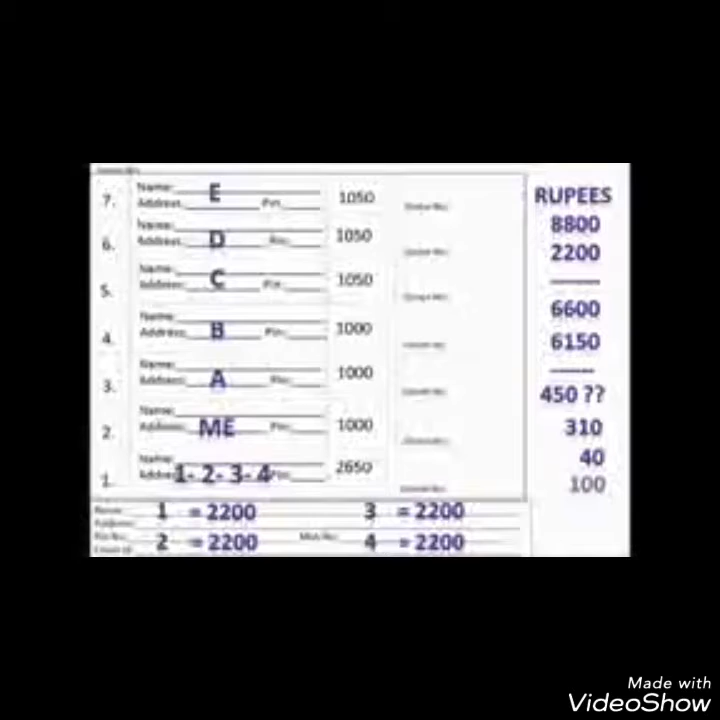 7. Name: E 1050
Address: Pin:
6. Name: D 1050
Address: Pin:
5. Name: C 1050
Address: Pin:
4. Name: B 1000
Address: Pin:
3. Name: A 1000
Address: Pin:
2. Name: ME 1000
Address: Pin:
1. Name: 2650
Address: 1- 2- 3- 4 Pin:
1 = 2200 3 = 2200
2 = 2200 4 = 2200
RUPEES
8800
2200
------
6600
6150
------
450 ??
310
40
100
Made with
VideoShow